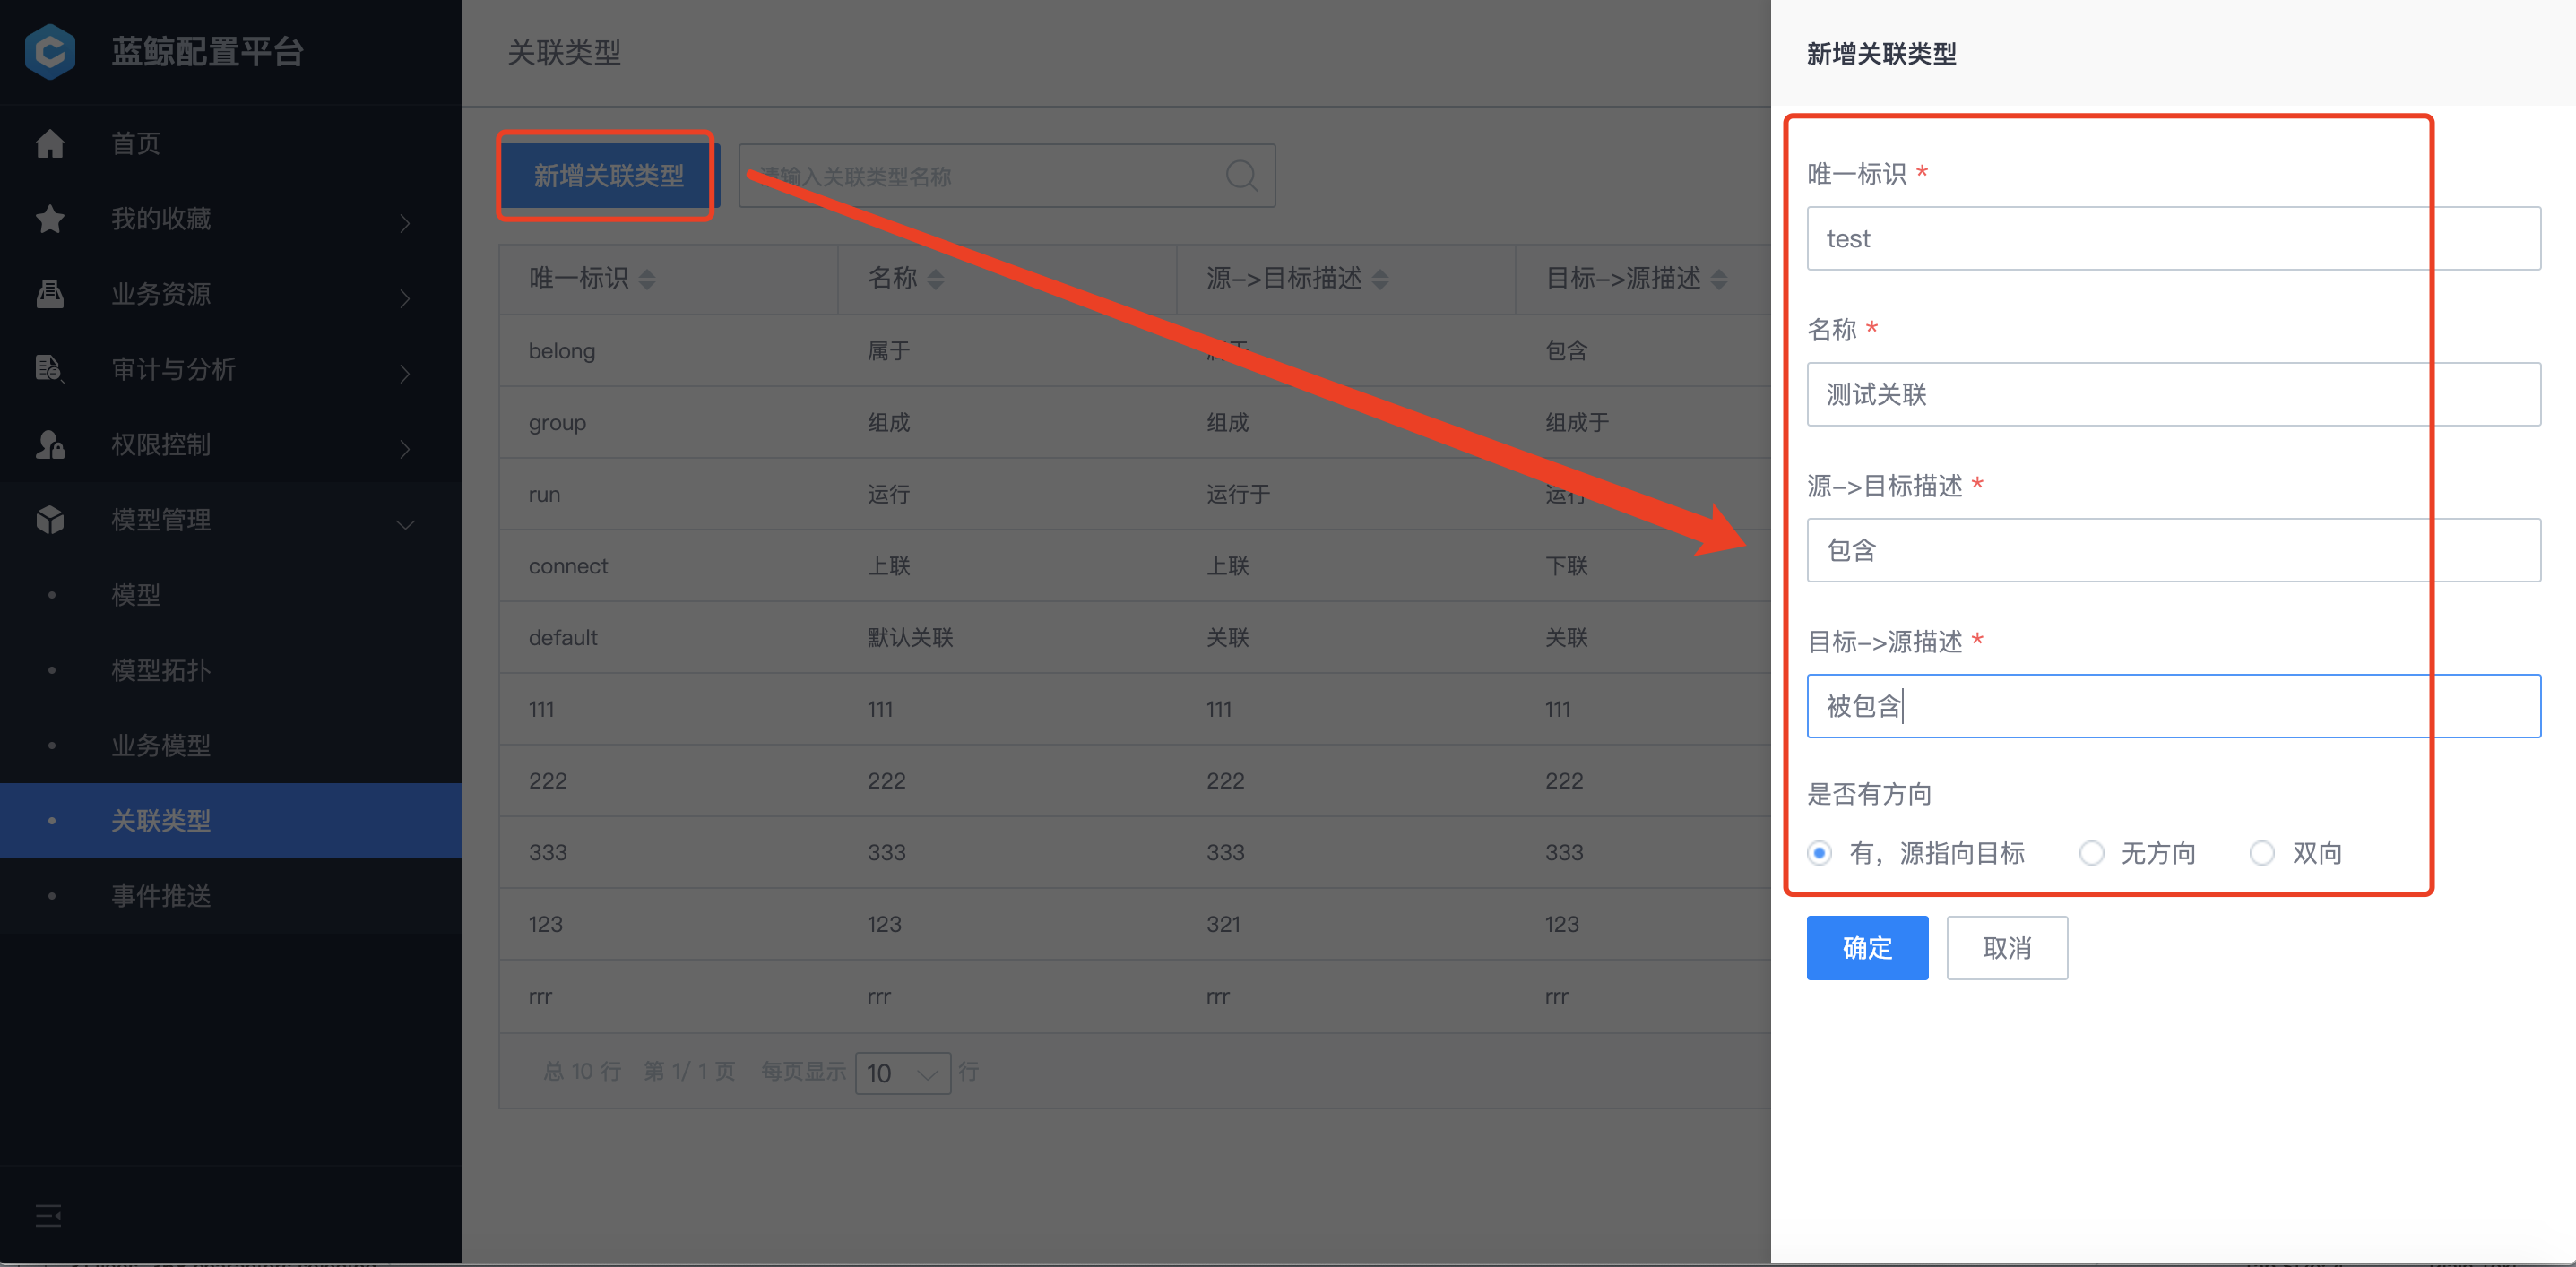 蓝鲸配置平台
首页
我的收藏
业务资源
审计与分析
权限控制
模型管理
模型
模型拓扑
业务模型
关联类型
事件推送
关联类型
新增关联类型
请输入关联类型名称
唯一标识 名称 源->目标描述 目标->源描述
belong 属于 属于 包含
group 组成 组成 组成于
run 运行 运行于 运行
connect 上联 上联 下联
default 默认关联 关联 关联
111 111 111 111
222 222 222 222
333 333 333 333
123 123 321 123
rrr rrr rrr rrr
总 10 行 第 1/ 1 页 每页显示 10 行
新增关联类型
唯一标识 *
test
名称 *
测试关联
源->目标描述 *
包含
目标->源描述 *
被包含
是否有方向
有，源指向目标 无方向 双向
确定 取消